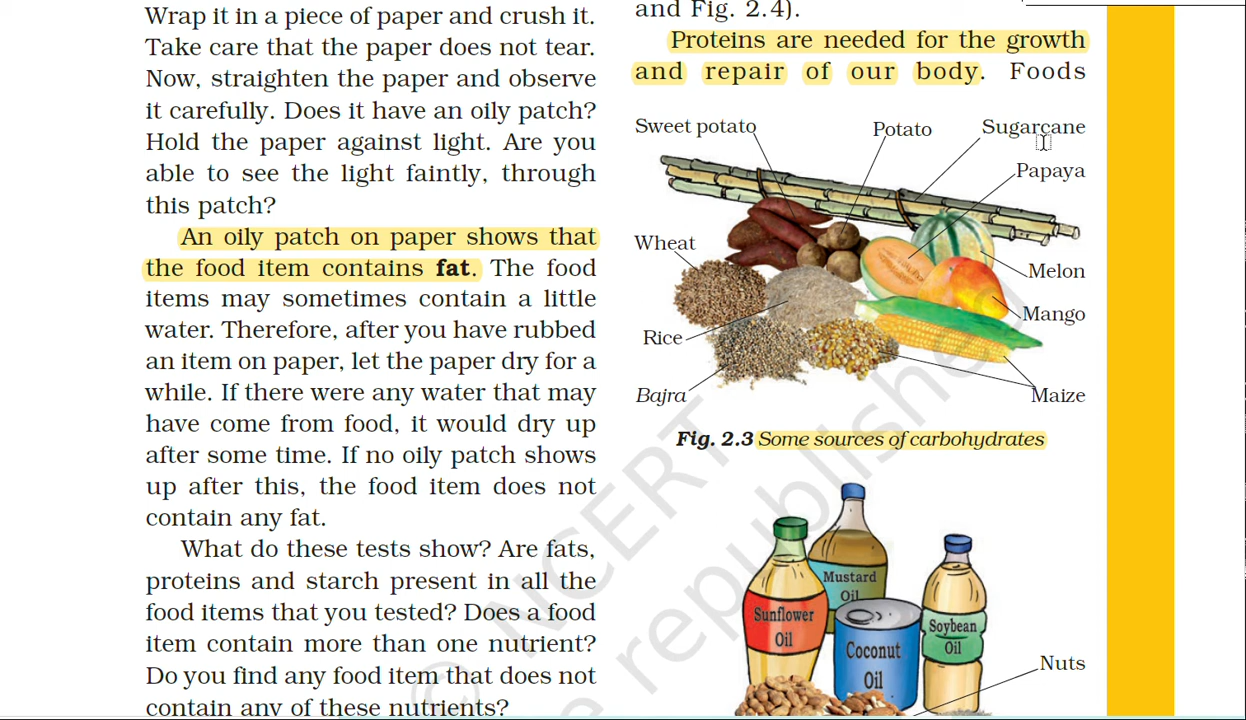 Wrap it in a piece of paper and crush it.
Take care that the paper does not tear.
Now, straighten the paper and observe
it carefully. Does it have an oily patch?
Hold the paper against light. Are you
able to see the light faintly, through
this patch?
An oily patch on paper shows that
the food item contains fat. The food
items may sometimes contain a little
water. Therefore, after you have rubbed
an item on paper, let the paper dry for a
while. If there were any water that may
have come from food, it would dry up
after some time. If no oily patch shows
up after this, the food item does not
contain any fat.
What do these tests show? Are fats,
proteins and starch present in all the
food items that you tested? Does a food
item contain more than one nutrient?
Do you find any food item that does not
contain any of these nutrients?
and Fig. 2.4).
Proteins are needed for the growth
and repair of our body. Foods
Sweet potato
Potato
Sugarcane
Papaya
Wheat
Melon
Mango
Rice
Bajra
Maize
Fig. 2.3 Some sources of carbohydrates
Mustard
Oil
Sunflower
Oil
Soybean
Oil
Coconut
Oil
Nuts
© NCERT
republished